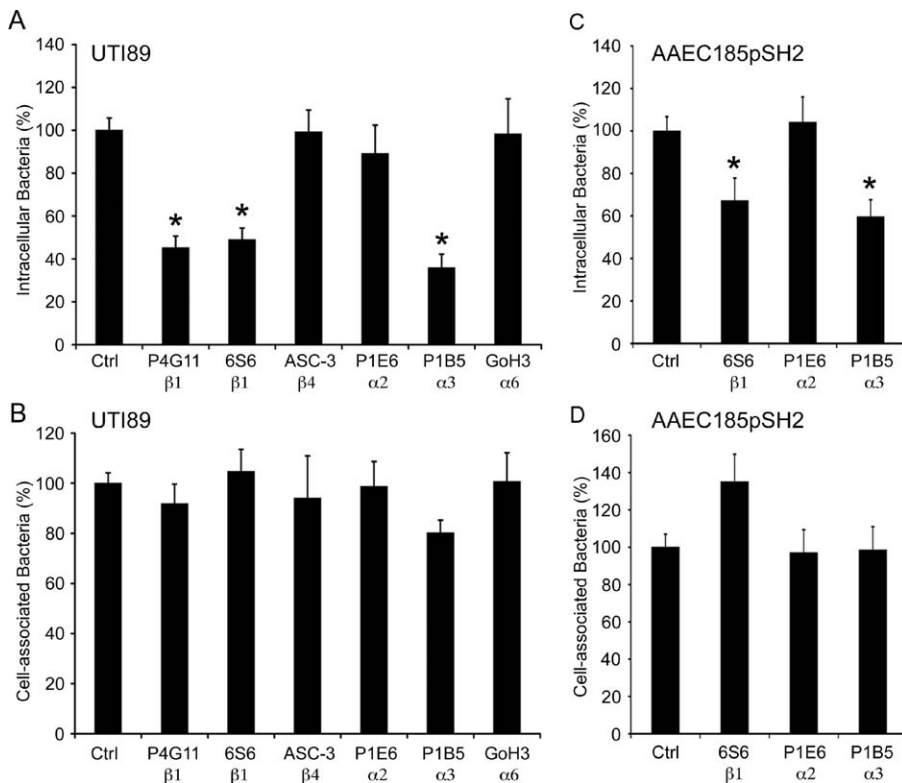 A
UTI89
Intracellular Bacteria (%)
140
120
100
80
60
40
20
0
*
*
*
Ctrl P4G11 6S6 ASC-3 P1E6 P1B5 GoH3
β1 β1 β4 α2 α3 α6
C
AAEC185pSH2
Intracellular Bacteria (%)
140
120
100
80
60
40
20
0
*
*
Ctrl 6S6 P1E6 P1B5
β1 α2 α3
B
UTI89
Cell-associated Bacteria (%)
120
100
80
60
40
20
0
Ctrl P4G11 6S6 ASC-3 P1E6 P1B5 GoH3
β1 β1 β4 α2 α3 α6
D
AAEC185pSH2
Cell-associated Bacteria (%)
160
140
120
100
80
60
40
20
0
Ctrl 6S6 P1E6 P1B5
β1 α2 α3